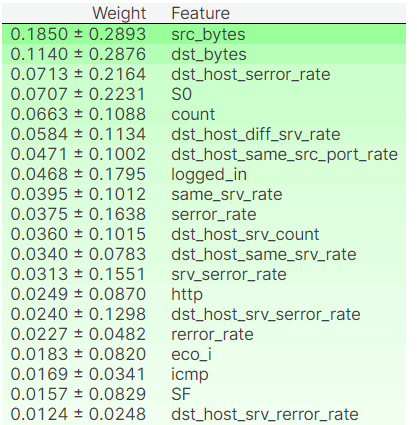 Weight Feature
0.1850 ± 0.2893 src_bytes
0.1140 ± 0.2876 dst_bytes
0.0713 ± 0.2164 dst_host_serror_rate
0.0707 ± 0.2231 S0
0.0663 ± 0.1088 count
0.0584 ± 0.1134 dst_host_diff_srv_rate
0.0471 ± 0.1002 dst_host_same_src_port_rate
0.0468 ± 0.1795 logged_in
0.0395 ± 0.1012 same_srv_rate
0.0375 ± 0.1638 serror_rate
0.0360 ± 0.1015 dst_host_srv_count
0.0340 ± 0.0783 dst_host_same_srv_rate
0.0313 ± 0.1551 srv_serror_rate
0.0249 ± 0.0870 http
0.0240 ± 0.1298 dst_host_srv_serror_rate
0.0227 ± 0.0482 rerror_rate
0.0183 ± 0.0820 eco_i
0.0169 ± 0.0341 icmp
0.0157 ± 0.0829 SF
0.0124 ± 0.0248 dst_host_srv_rerror_rate